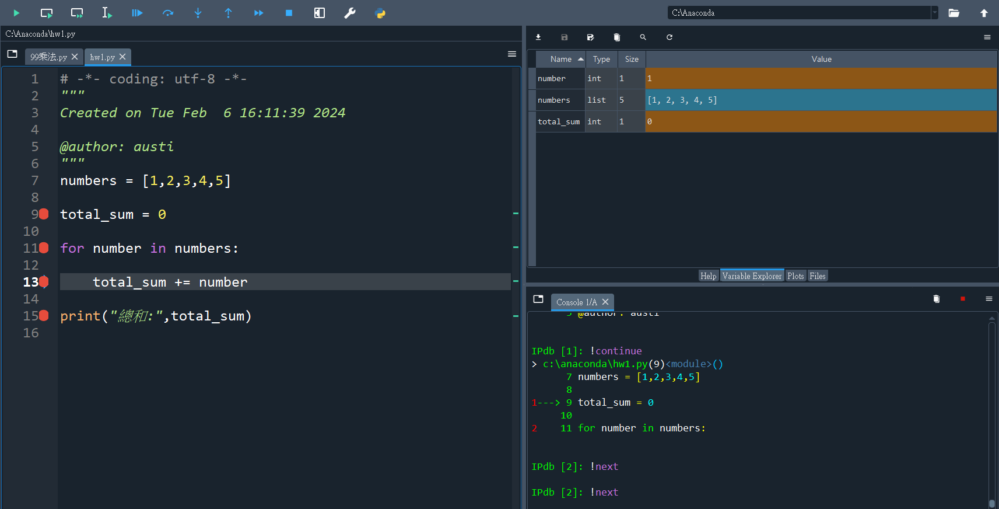 C:\Anaconda
C:\Anaconda\hw1.py
99乘法.py
hw1.py
1 # -*- coding: utf-8 -*-
2 """
3 Created on Tue Feb  6 16:11:39 2024
4
5 @author: austi
6 """
7 numbers = [1,2,3,4,5]
8
9 total_sum = 0
10
11 for number in numbers:
12
13     total_sum += number
14
15 print("總和:",total_sum)
16
Name Type Size Value
number int 1 1
numbers list 5 [1, 2, 3, 4, 5]
total_sum int 1 0
Help Variable Explorer Plots Files
Console 1/A
5 @author: austi
IPdb [1]: !continue
> c:\anaconda\hw1.py(9)<module>()
7 numbers = [1,2,3,4,5]
8
1---> 9 total_sum = 0
10
2 11 for number in numbers:
IPdb [2]: !next
IPdb [2]: !next